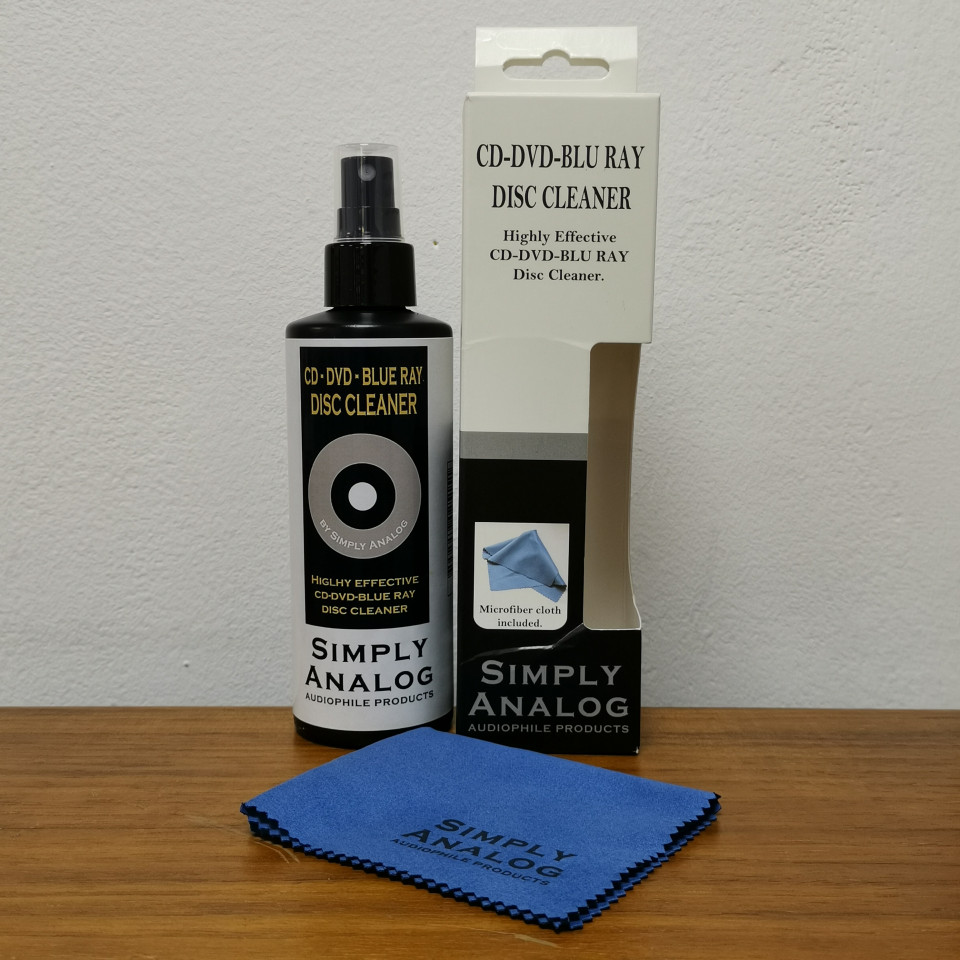 CD-DVD-BLU RAY
DISC CLEANER
Highly Effective
CD-DVD-BLU RAY
Disc Cleaner.
Microfiber cloth
included.
SIMPLY
ANALOG
AUDIOPHILE PRODUCTS
CD - DVD - BLUE RAY
DISC CLEANER
BY SIMPLY ANALOG
HIGLHY EFFECTIVE
CD-DVD-BLUE RAY
DISC CLEANER
SIMPLY
ANALOG
AUDIOPHILE PRODUCTS
SIMPLY
ANALOG
AUDIOPHILE PRODUCTS